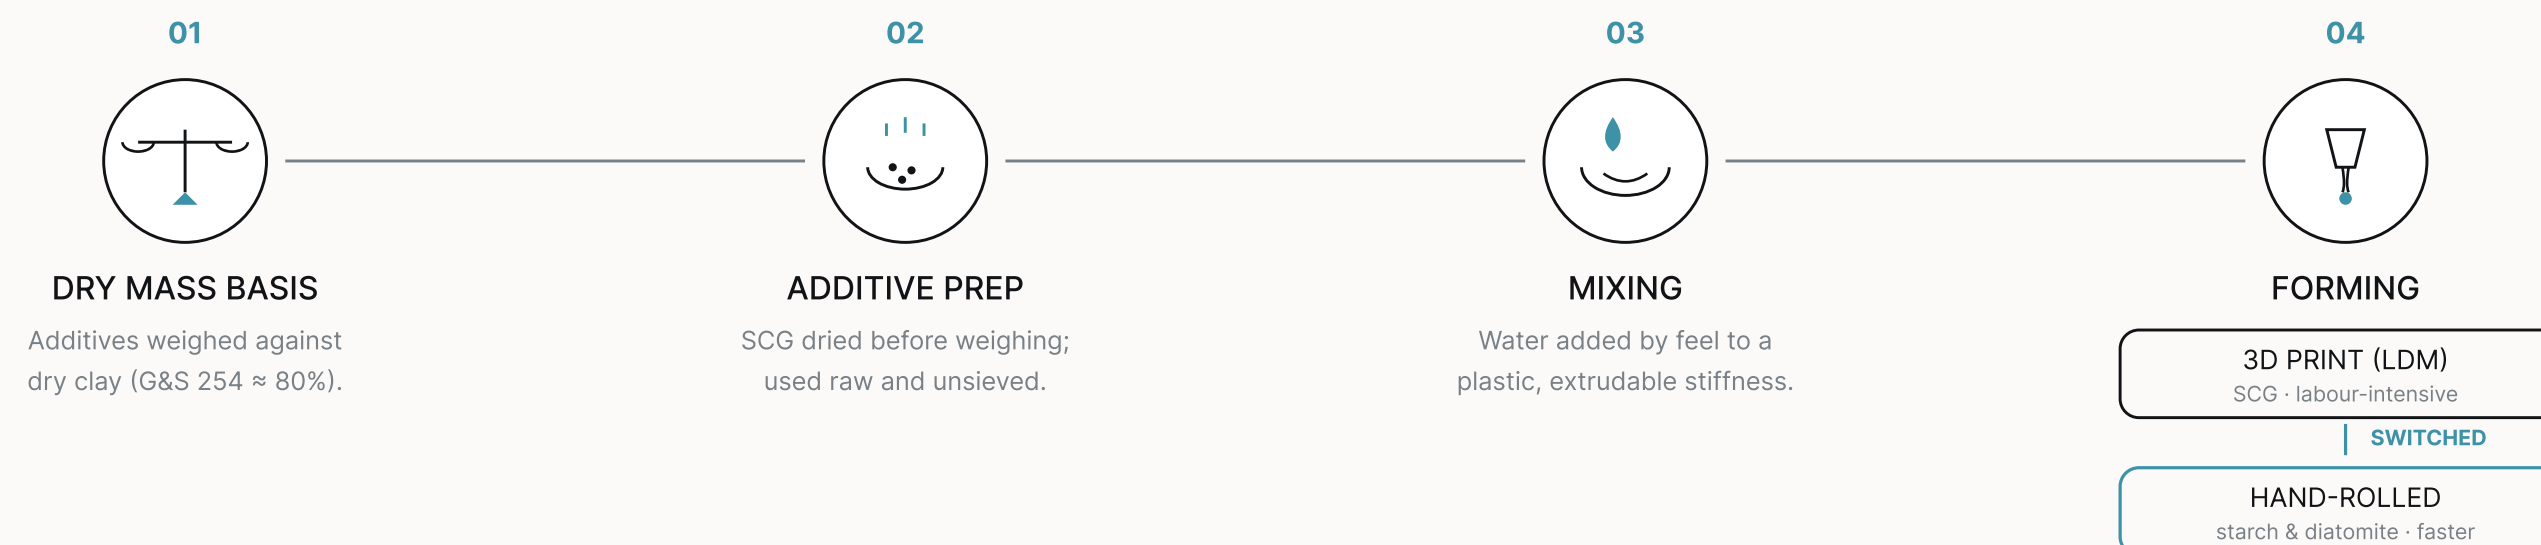 01
02
03
04
DRY MASS BASIS
Additives weighed against
dry clay (G&S 254 ≈ 80%).
ADDITIVE PREP
SCG dried before weighing;
used raw and unsieved.
MIXING
Water added by feel to a
plastic, extrudable stiffness.
FORMING
3D PRINT (LDM)
SCG · labour-intensive
SWITCHED
HAND-ROLLED
starch & diatomite · faster